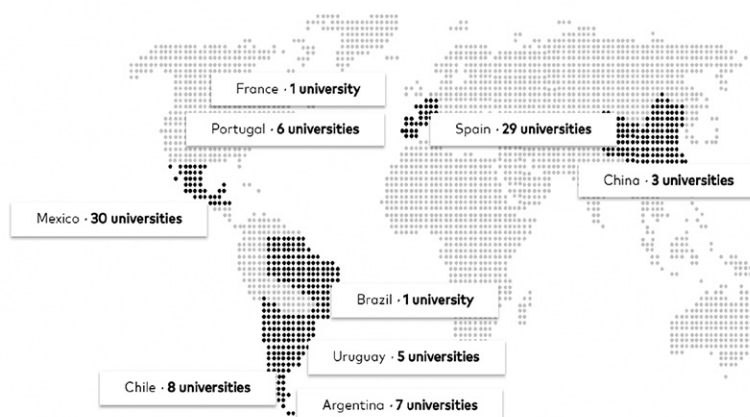 France · 1 university
Portugal · 6 universities
Spain · 29 universities
China · 3 universities
Mexico · 30 universities
Brazil · 1 university
Uruguay · 5 universities
Chile · 8 universities
Argentina · 7 universities